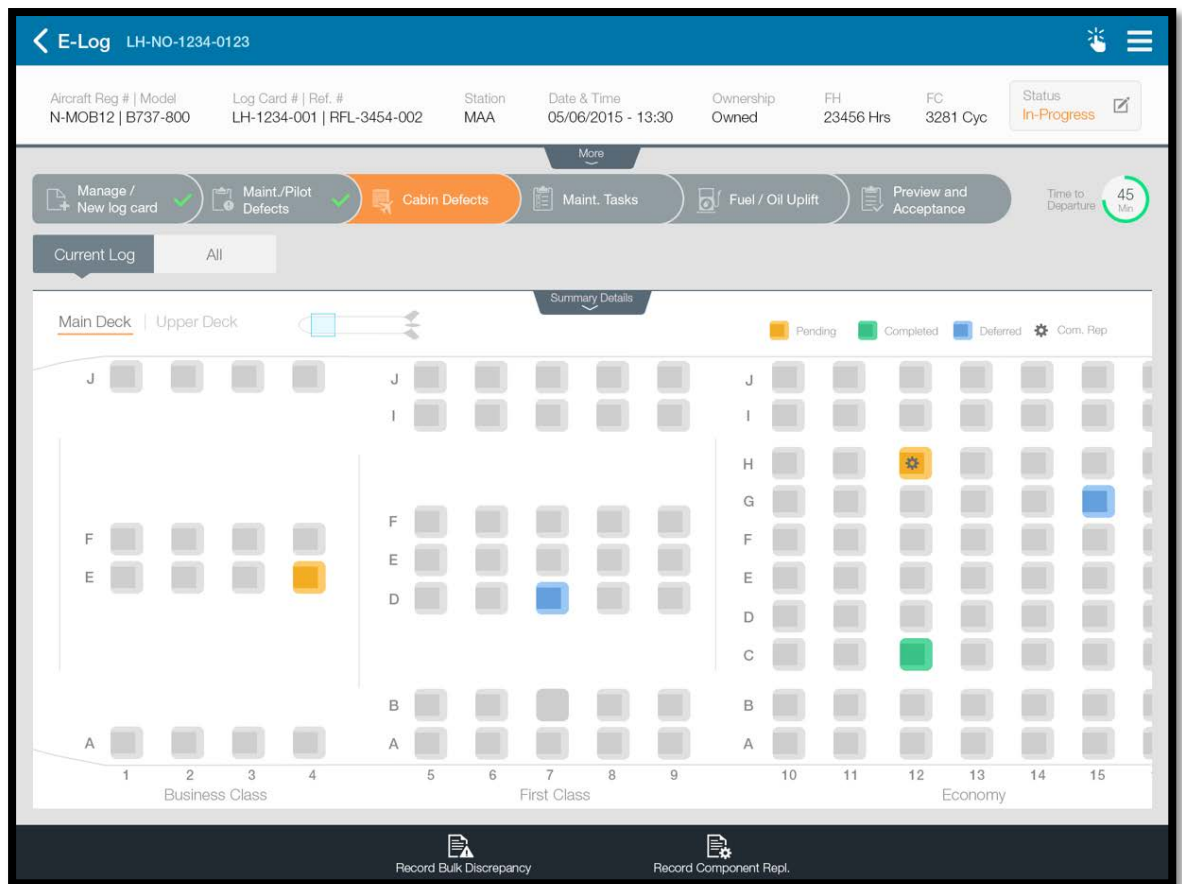 E-Log LH-NO-1234-0123
Aircraft Reg # | Model Log Card # | Ref. # Station Date & Time Ownership FH FC Status
N-MOB12 | B737-800 LH-1234-001 | RFL-3454-002 MAA 05/06/2015 - 13:30 Owned 23456 Hrs 3281 Cyc In-Progress
More
Manage /
New log card
Maint./Pilot
Defects
Cabin Defects
Maint. Tasks
Fuel / Oil Uplift
Preview and
Acceptance
Time to
Departure
45
Min
Current Log All
Summary Details
Main Deck | Upper Deck
Pending Completed Deferred Com. Rep
J J J
I I
H
G
F F F
E E E
D D
C
B B
A A A
1 2 3 4 5 6 7 8 9 10 11 12 13 14 15
Business Class First Class Economy
Record Bulk Discrepancy Record Component Repl.